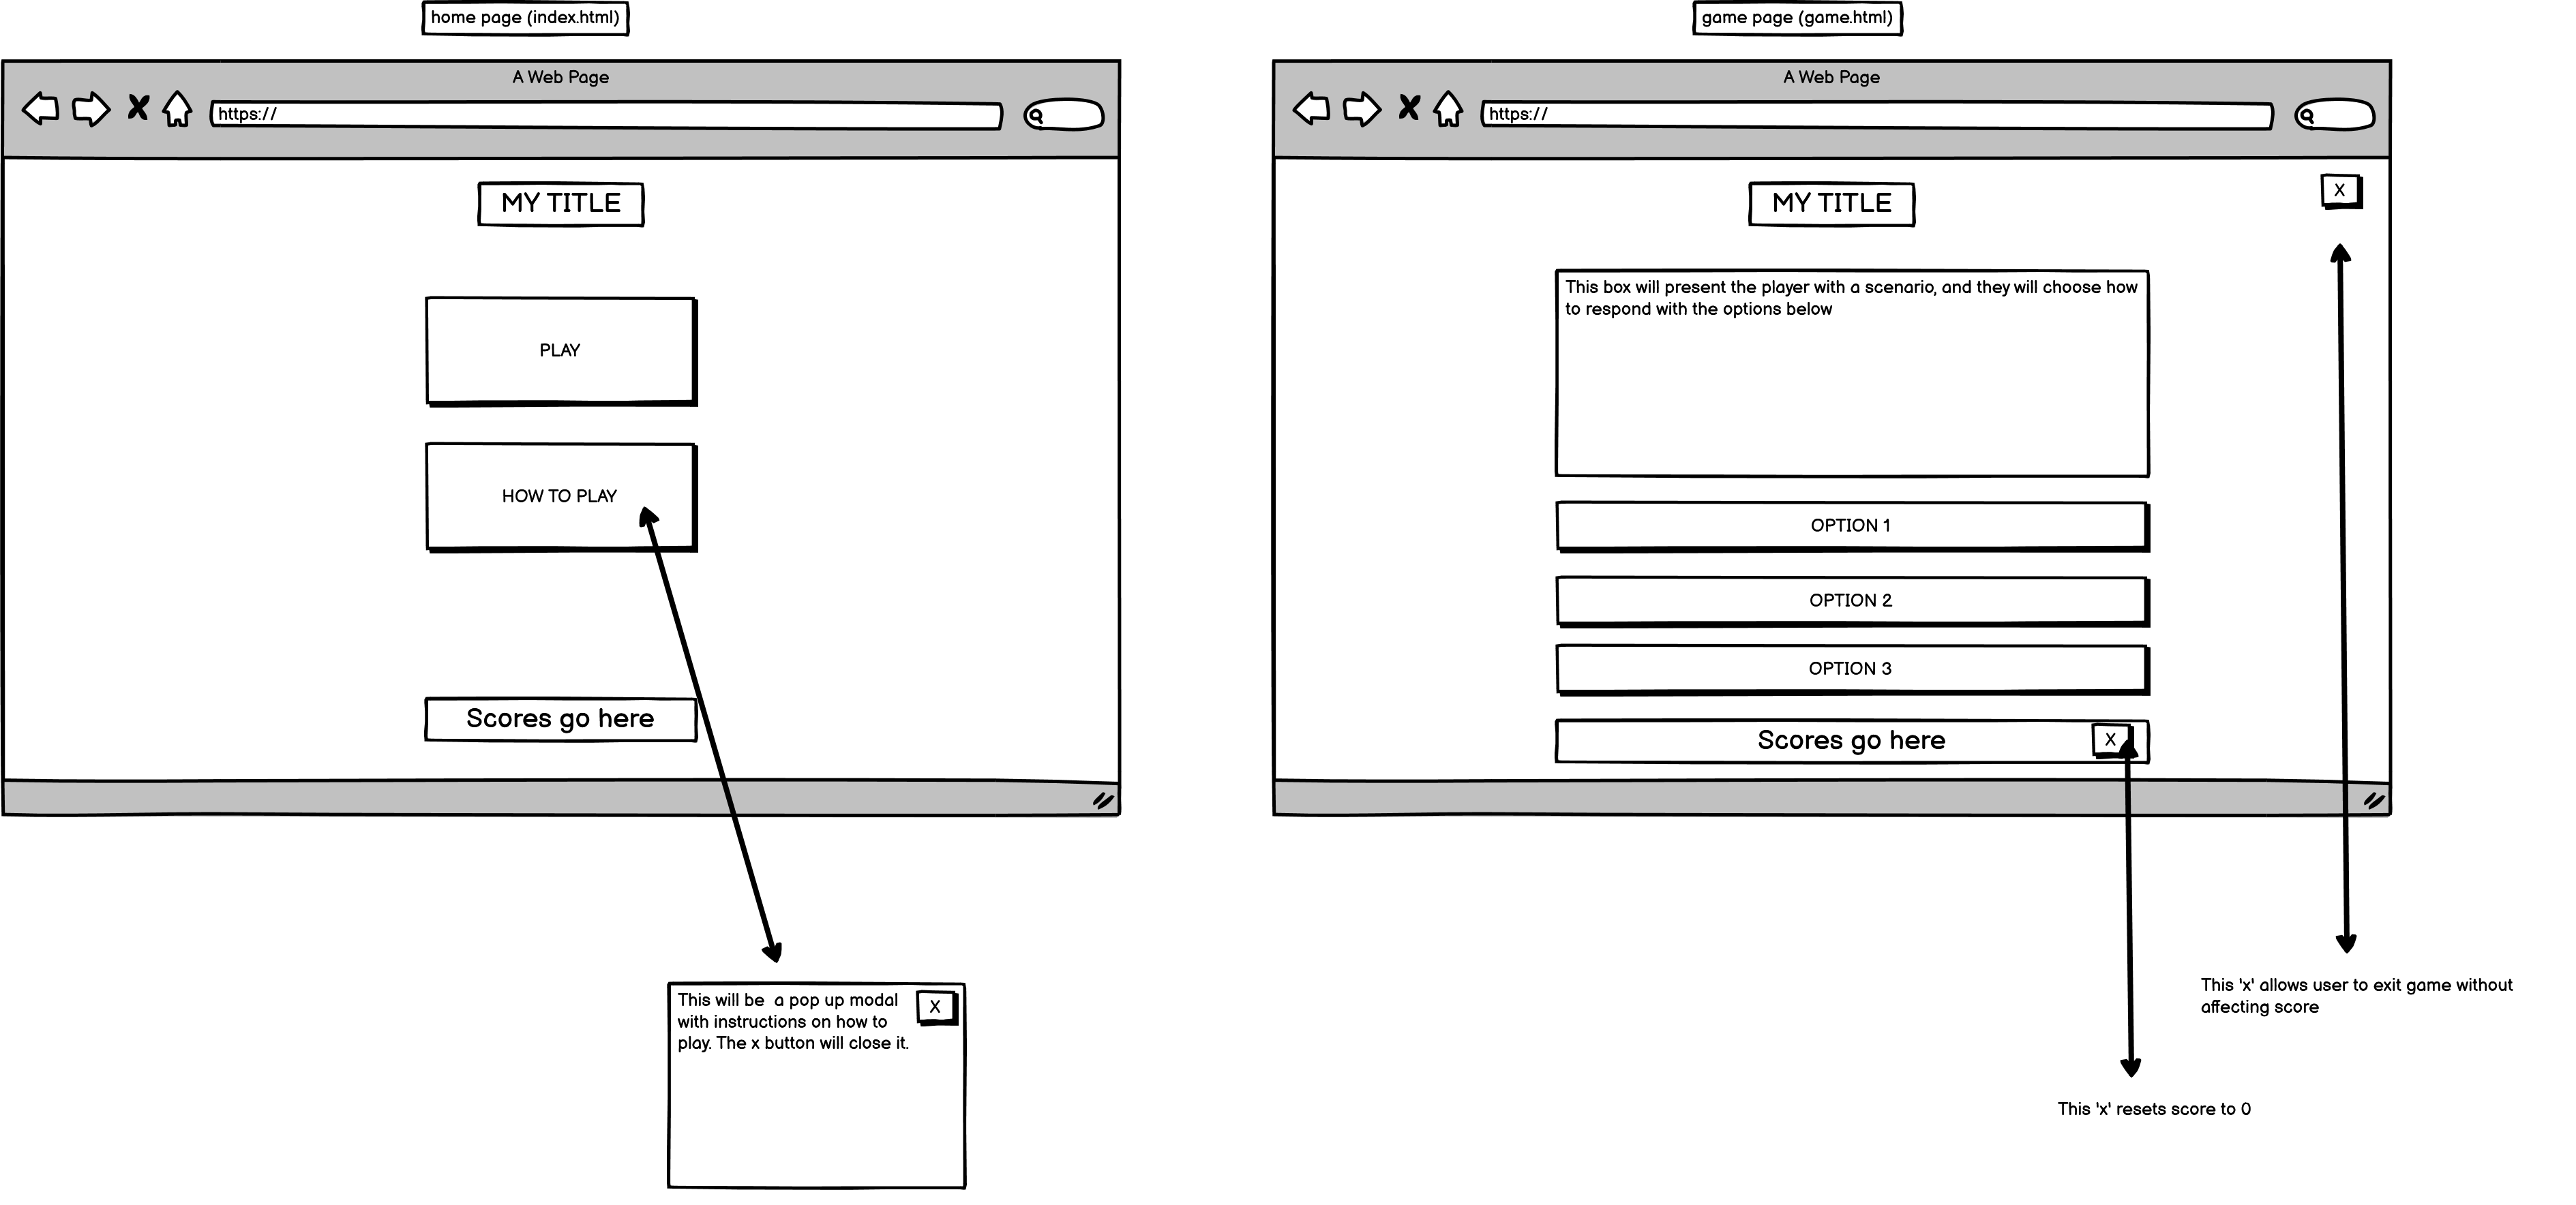 home page (index.html)
A Web Page
https://
MY TITLE
PLAY
HOW TO PLAY
Scores go here
This will be  a pop up modal
with instructions on how to
play. The x button will close it.
X
game page (game.html)
A Web Page
https://
MY TITLE
X
This box will present the player with a scenario, and they will choose how
to respond with the options below
OPTION 1
OPTION 2
OPTION 3
Scores go here
X
This 'x' allows user to exit game without
affecting score
This 'x' resets score to 0